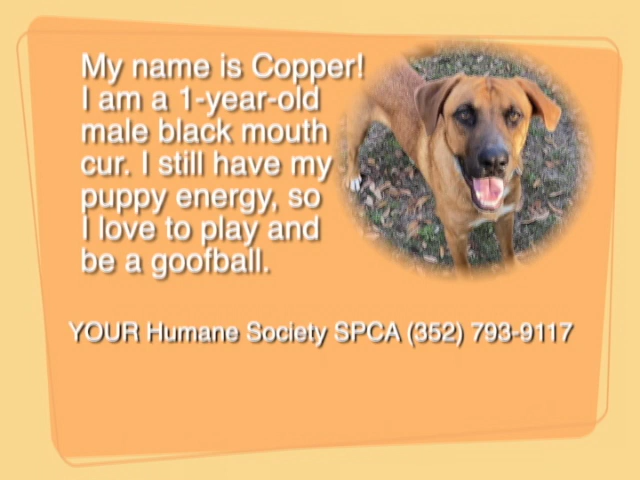 My name is Copper!
I am a 1-year-old
male black mouth
cur. I still have my
puppy energy, so
I love to play and
be a goofball.
YOUR Humane Society SPCA (352) 793-9117